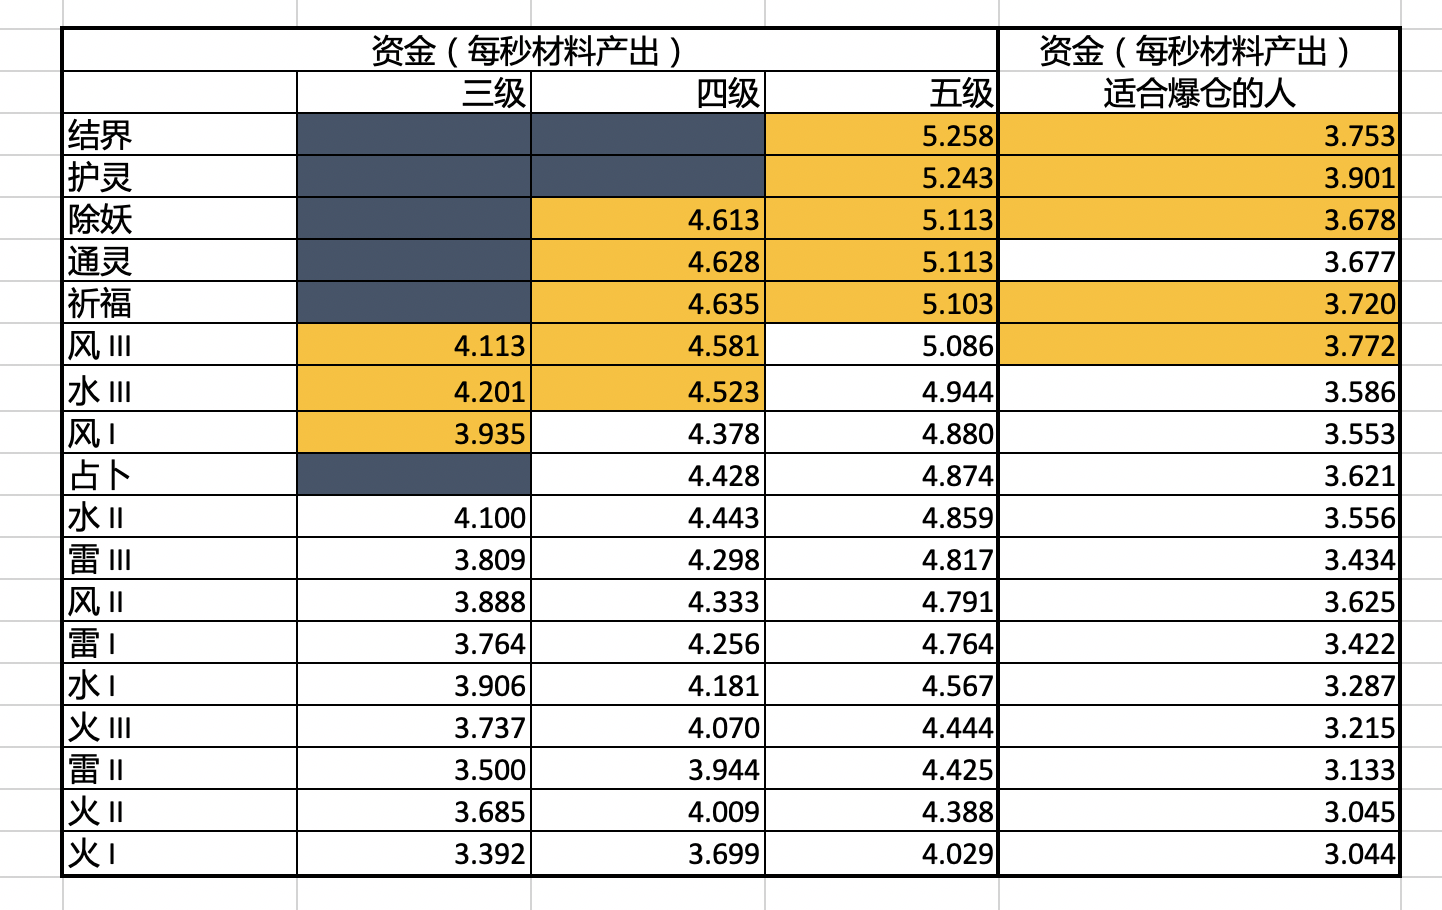 资金（每秒材料产出） 资金（每秒材料产出）
三级 四级 五级 适合爆仓的人
结界 5.258 3.753
护灵 5.243 3.901
除妖 4.613 5.113 3.678
通灵 4.628 5.113 3.677
祈福 4.635 5.103 3.720
风 III 4.113 4.581 5.086 3.772
水 III 4.201 4.523 4.944 3.586
风 I 3.935 4.378 4.880 3.553
占卜 4.428 4.874 3.621
水 II 4.100 4.443 4.859 3.556
雷 III 3.809 4.298 4.817 3.434
风 II 3.888 4.333 4.791 3.625
雷 I 3.764 4.256 4.764 3.422
水 I 3.906 4.181 4.567 3.287
火 III 3.737 4.070 4.444 3.215
雷 II 3.500 3.944 4.425 3.133
火 II 3.685 4.009 4.388 3.045
火 I 3.392 3.699 4.029 3.044